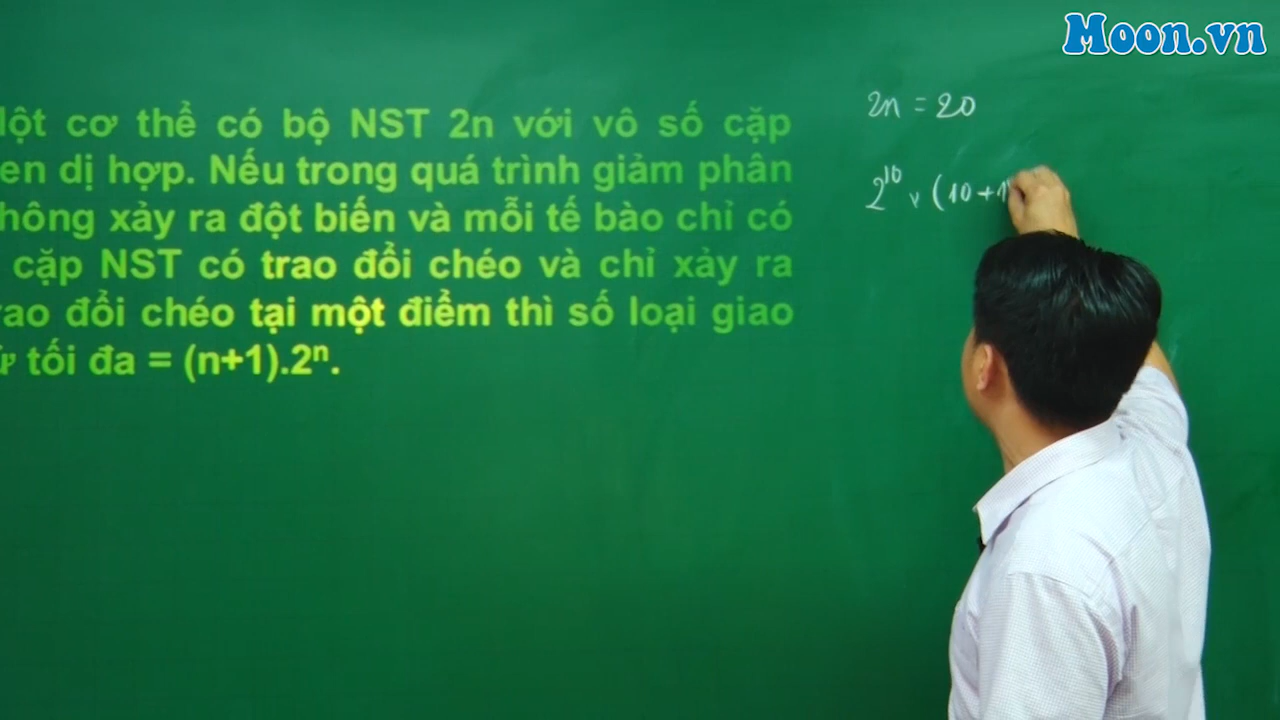 Moon.vn
ột cơ thể có bộ NST 2n với vô số cặp
en dị hợp. Nếu trong quá trình giảm phân
hông xảy ra đột biến và mỗi tế bào chỉ có
cặp NST có trao đổi chéo và chỉ xảy ra
rao đổi chéo tại một điểm thì số loại giao
ử tối đa = (n+1).2ⁿ.
2n = 20
2¹⁰ × (10+1